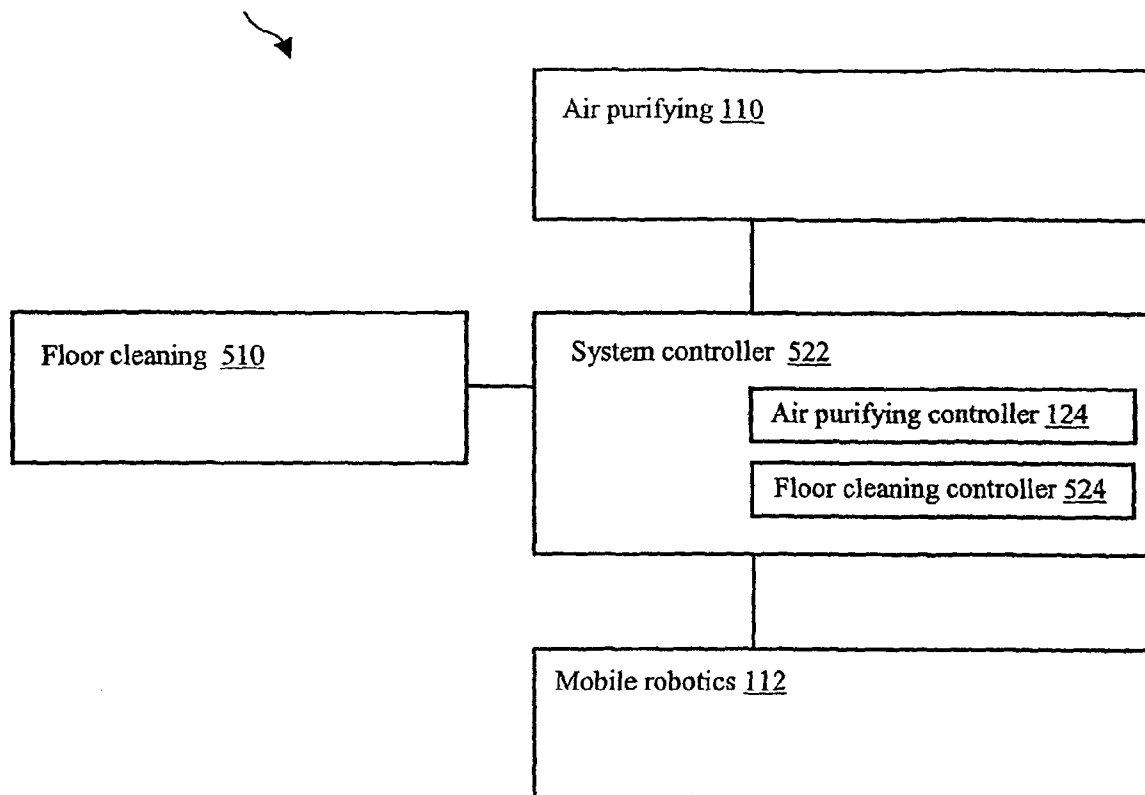 Air purifying 110
Floor cleaning 510
System controller 522
Air purifying controller 124
Floor cleaning controller 524
Mobile robotics 112